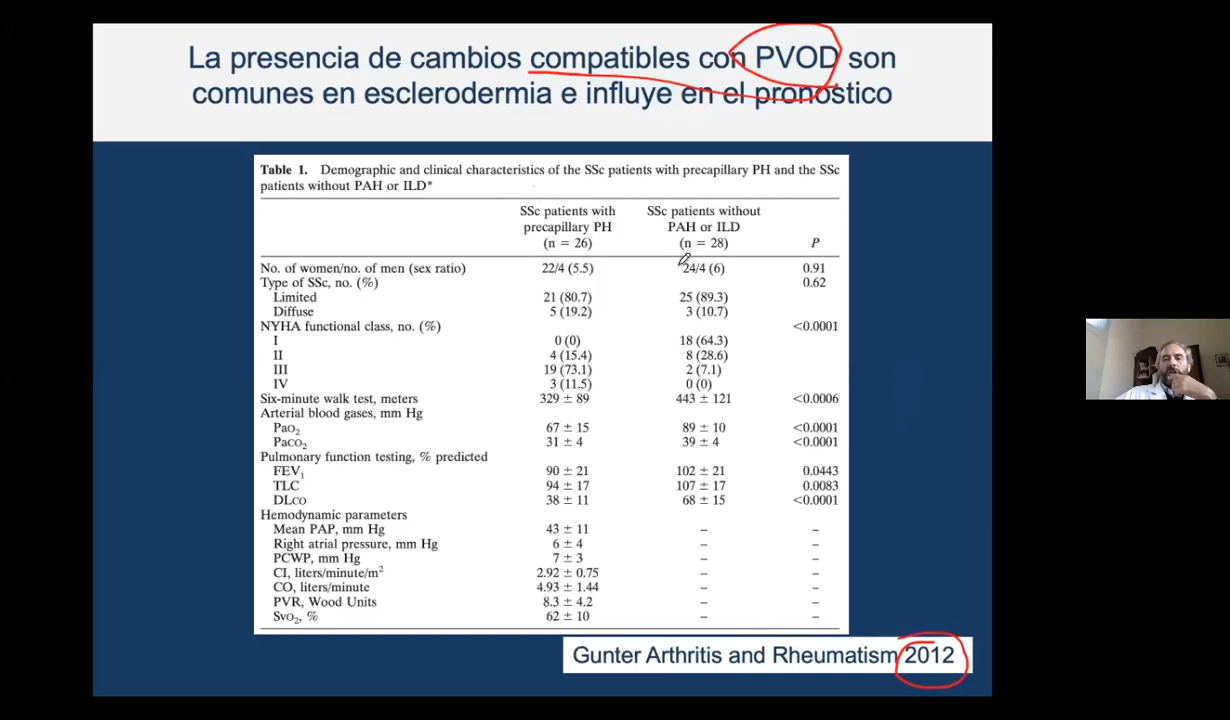 La presencia de cambios compatibles con PVOD son
comunes en esclerodermia e influye en el pronóstico
Table 1. Demographic and clinical characteristics of the SSc patients with precapillary PH and the SSc
patients without PAH or ILD*
SSc patients with precapillary PH (n = 26) SSc patients without PAH or ILD (n = 28) P
No. of women/no. of men (sex ratio) 22/4 (5.5) 24/4 (6) 0.91
Type of SSc, no. (%) 0.62
Limited 21 (80.7) 25 (89.3)
Diffuse 5 (19.2) 3 (10.7)
NYHA functional class, no. (%) <0.0001
I 0 (0) 18 (64.3)
II 4 (15.4) 8 (28.6)
III 19 (73.1) 2 (7.1)
IV 3 (11.5) 0 (0)
Six-minute walk test, meters 329 ± 89 443 ± 121 <0.0006
Arterial blood gases, mm Hg
PaO₂ 67 ± 15 89 ± 10 <0.0001
PaCO₂ 31 ± 4 39 ± 4 <0.0001
Pulmonary function testing, % predicted
FEV₁ 90 ± 21 102 ± 21 0.0443
TLC 94 ± 17 107 ± 17 0.0083
DLCO 38 ± 11 68 ± 15 <0.0001
Hemodynamic parameters
Mean PAP, mm Hg 43 ± 11 – –
Right atrial pressure, mm Hg 6 ± 4 – –
PCWP, mm Hg 7 ± 3 – –
CI, liters/minute/m² 2.92 ± 0.75 – –
CO, liters/minute 4.93 ± 1.44 – –
PVR, Wood Units 8.3 ± 4.2 – –
SvO₂, % 62 ± 10 – –
Gunter Arthritis and Rheumatism 2012